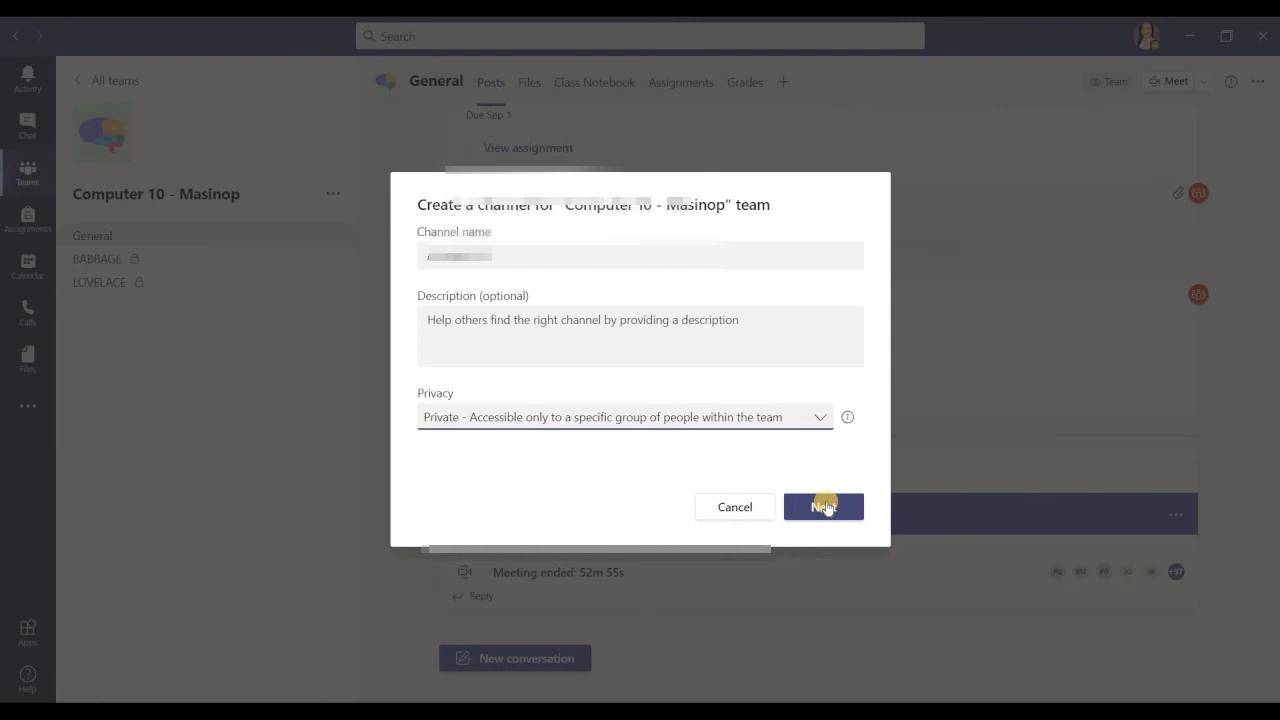 Search
Activity
Chat
Teams
Assignments
Calendar
Calls
Files
Apps
Help
All teams
Computer 10 - Masinop
General
BABBAGE
LOVELACE
General
Posts
Files
Class Notebook
Assignments
Grades
Team
Meet
Due Sep 1
View assignment
Create a channel for "Computer 10 - Masinop" team
Channel name
Description (optional)
Help others find the right channel by providing a description
Privacy
Private - Accessible only to a specific group of people within the team
Cancel
Next
Meeting ended: 52m 55s
+37
Reply
New conversation